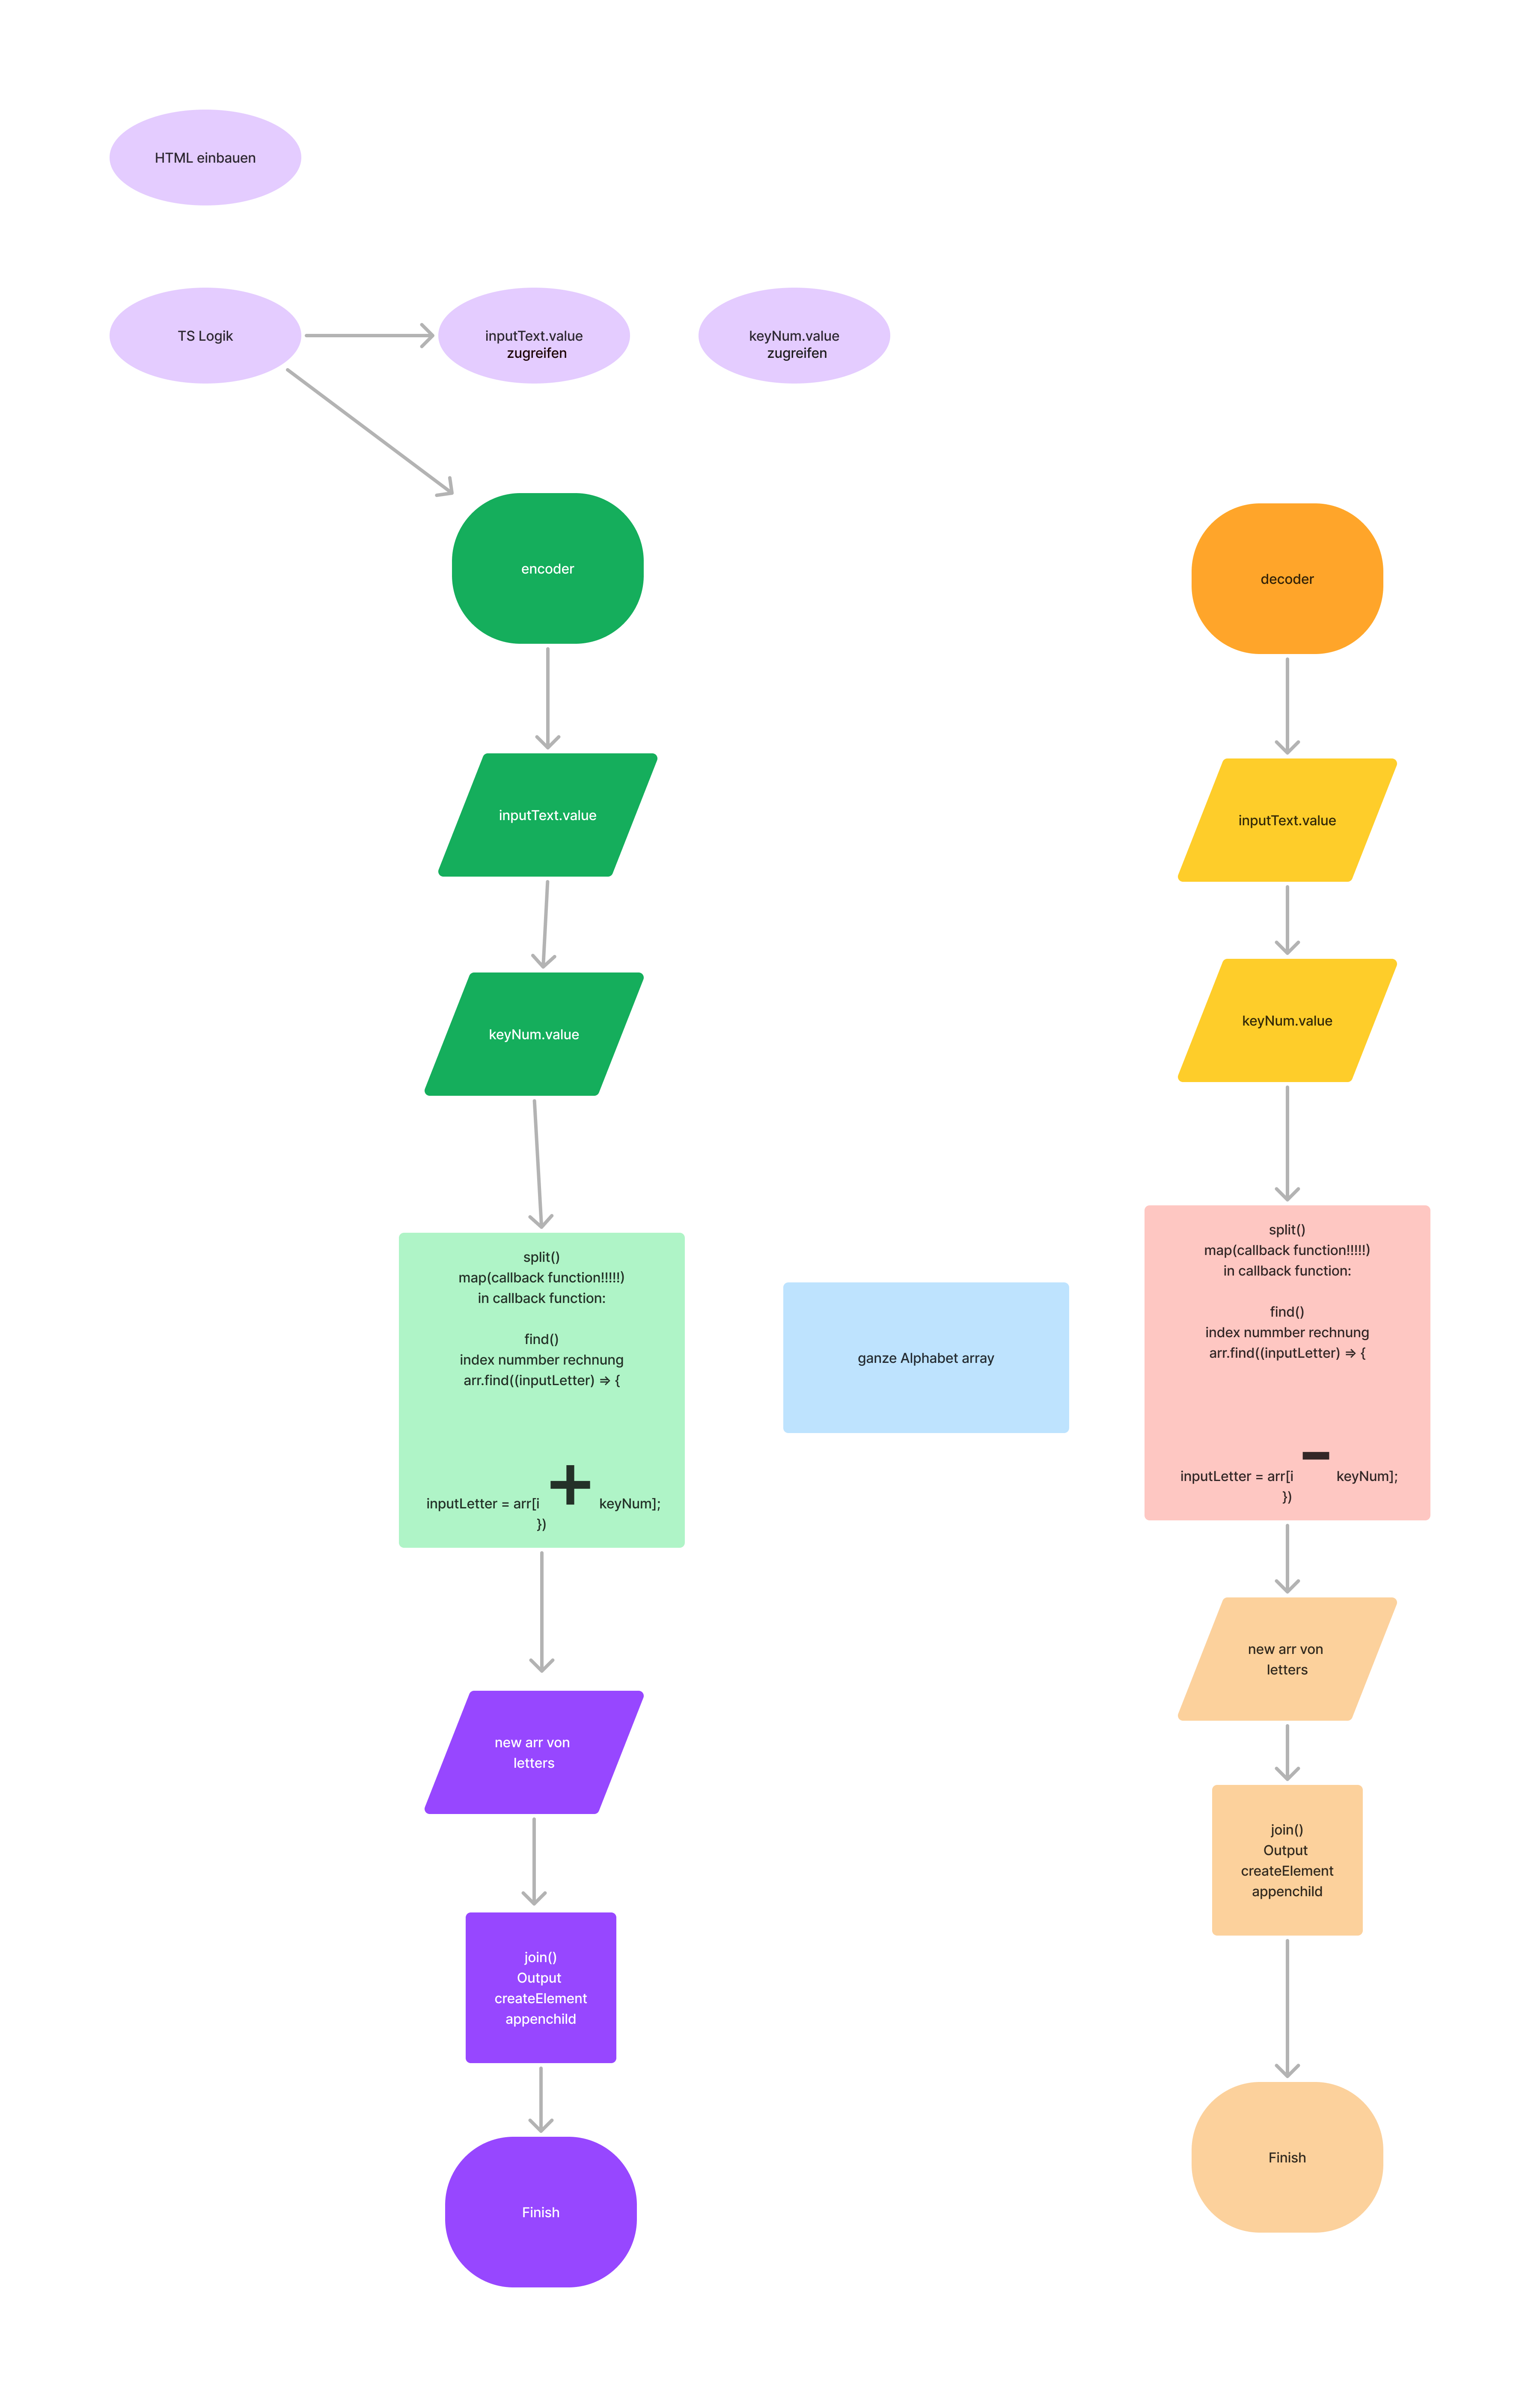 HTML einbauen
TS Logik
inputText.value
zugreifen
keyNum.value
zugreifen
encoder
inputText.value
keyNum.value
split()
map(callback function!!!!!)
in callback function:
find()
index nummber rechnung
arr.find((inputLetter) => {
inputLetter = arr[i + keyNum];
})
new arr von
letters
join()
Output
createElement
appenchild
Finish
ganze Alphabet array
decoder
inputText.value
keyNum.value
split()
map(callback function!!!!!)
in callback function:
find()
index nummber rechnung
arr.find((inputLetter) => {
inputLetter = arr[i - keyNum];
})
new arr von
letters
join()
Output
createElement
appenchild
Finish